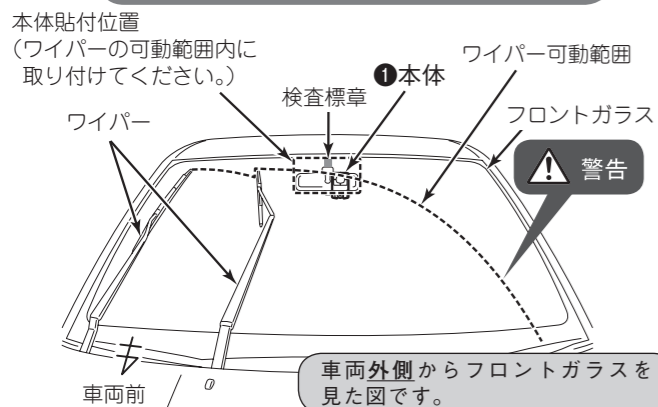 本体貼付位置
（ワイパーの可動範囲内に
取り付けてください。）
ワイパー可動範囲
❶本体
検査標章
ワイパー
フロントガラス
警告
車両前
車両外側からフロントガラスを
見た図です。